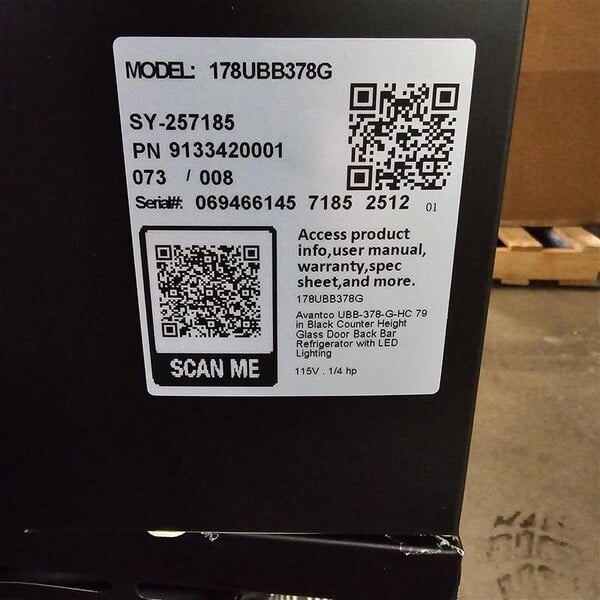 MODEL: 178UBB378G
SY-257185
PN 9133420001
073 / 008
Serial#: 069466145 7185 2512 01
Access product
info,user manual,
warranty,spec
sheet,and more.
178UBB378G
Avantco UBB-378-G-HC 79
in Black Counter Height
Glass Door Back Bar
Refrigerator with LED
Lighting
115V . 1/4 hp
SCAN ME